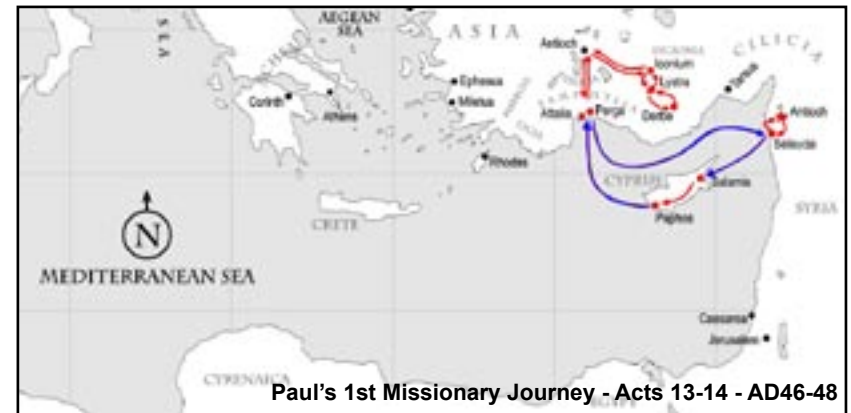 AEGEAN
SEA
ASIA
CILICIA
Antioch
Iconium
Lystra
Derbe
Tarsus
Ephesus
Miletus
Corinth
Athens
Attalia
Perga
Antioch
Seleucia
Rhodes
CYPRUS
Salamis
Paphos
SYRIA
CRETE
N
MEDITERRANEAN SEA
Caesarea
Jerusalem
CYRENAICA
Paul's 1st Missionary Journey - Acts 13-14 - AD46-48